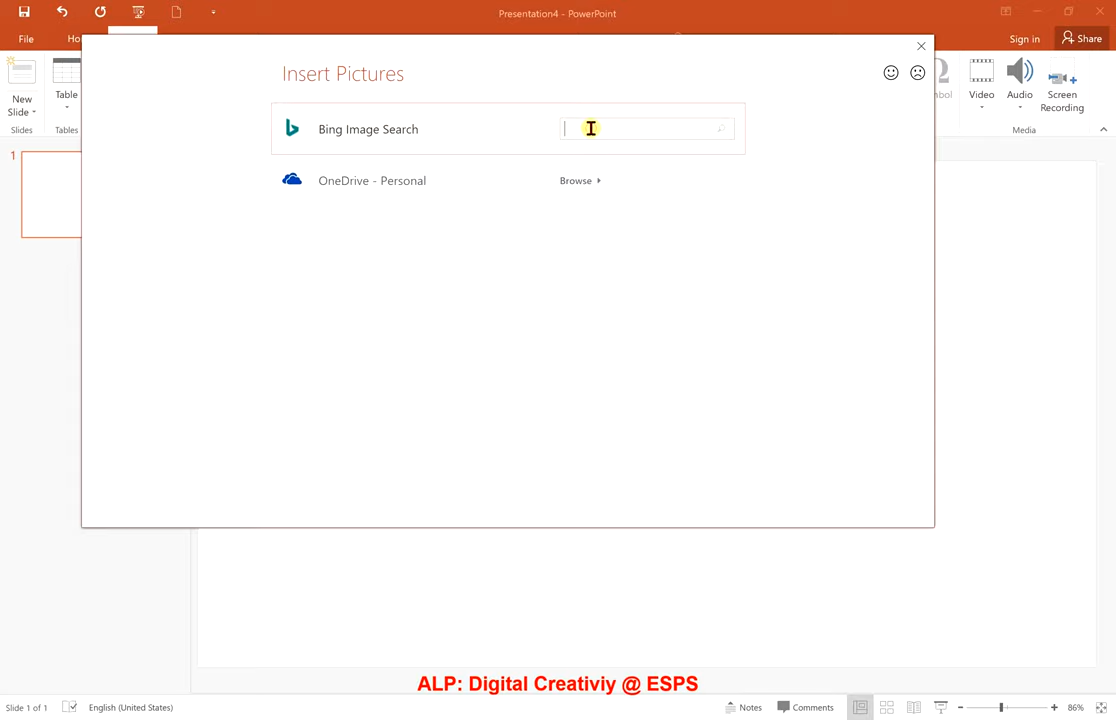 Presentation4 - PowerPoint
File
Ho
Sign in
Share
New
Slide
Table
Slides
Tables
bol
Video
Audio
Screen
Recording
Media
Insert Pictures
Bing Image Search
OneDrive - Personal
Browse
1
ALP: Digital Creativiy @ ESPS
Slide 1 of 1
English (United States)
Notes
Comments
86%